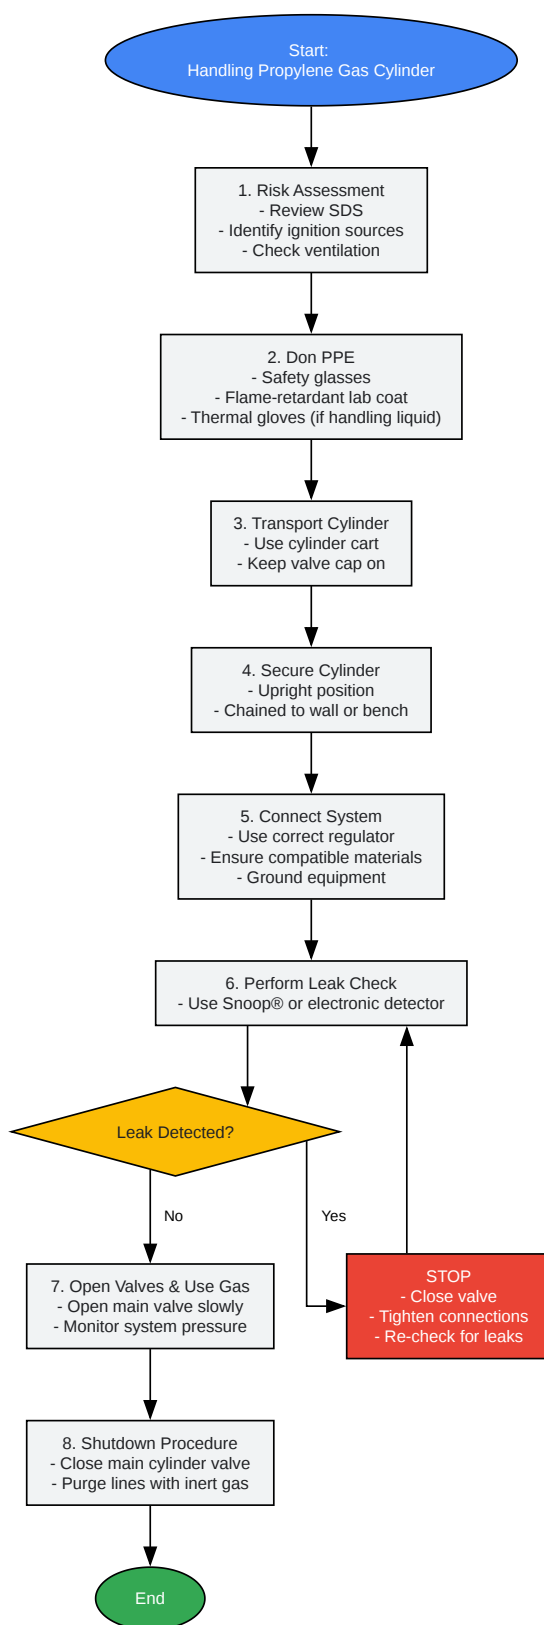 Start:
Handling Propylene Gas Cylinder
1. Risk Assessment
- Review SDS
- Identify ignition sources
- Check ventilation
2. Don PPE
- Safety glasses
- Flame-retardant lab coat
- Thermal gloves (if handling liquid)
3. Transport Cylinder
- Use cylinder cart
- Keep valve cap on
4. Secure Cylinder
- Upright position
- Chained to wall or bench
5. Connect System
- Use correct regulator
- Ensure compatible materials
- Ground equipment
6. Perform Leak Check
- Use Snoop® or electronic detector
Leak Detected?
No
Yes
7. Open Valves & Use Gas
- Open main valve slowly
- Monitor system pressure
STOP
- Close valve
- Tighten connections
- Re-check for leaks
8. Shutdown Procedure
- Close main cylinder valve
- Purge lines with inert gas
End